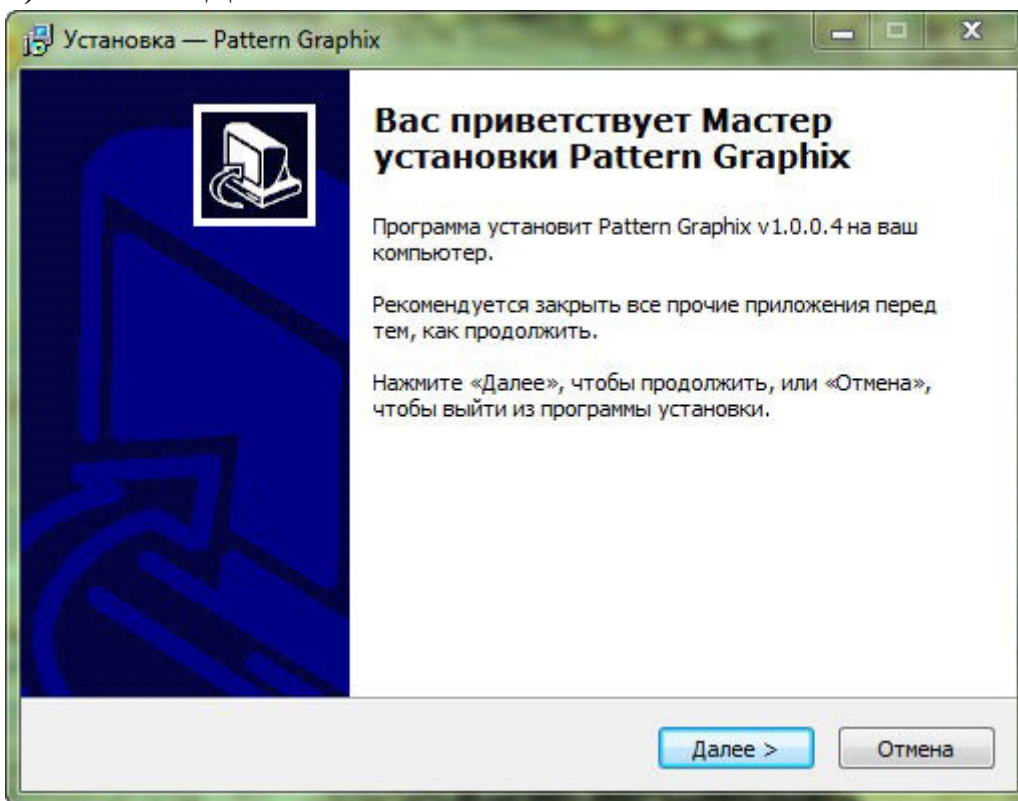 Установка — Pattern Graphix
Вас приветствует Мастер
установки Pattern Graphix
Программа установит Pattern Graphix v1.0.0.4 на ваш
компьютер.
Рекомендуется закрыть все прочие приложения перед
тем, как продолжить.
Нажмите «Далее», чтобы продолжить, или «Отмена»,
чтобы выйти из программы установки.
Далее >
Отмена